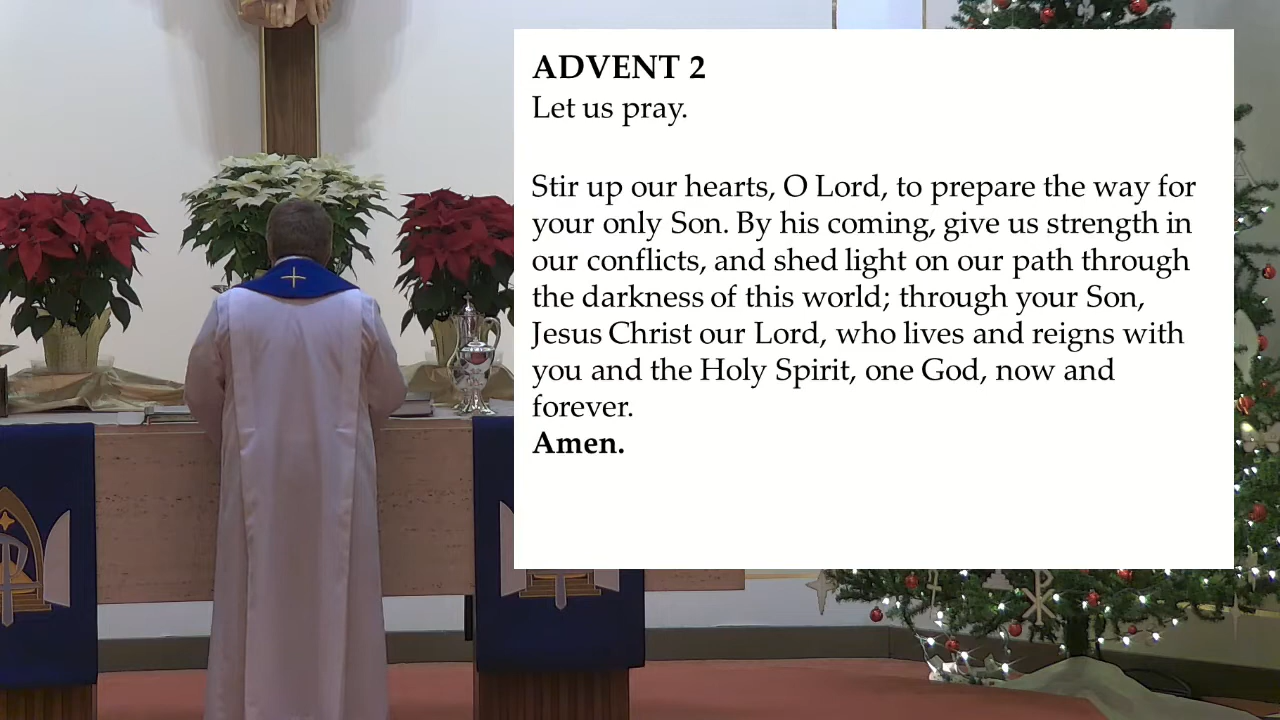 ADVENT 2
Let us pray.
Stir up our hearts, O Lord, to prepare the way for
your only Son. By his coming, give us strength in
our conflicts, and shed light on our path through
the darkness of this world; through your Son,
Jesus Christ our Lord, who lives and reigns with
you and the Holy Spirit, one God, now and
forever.
Amen.